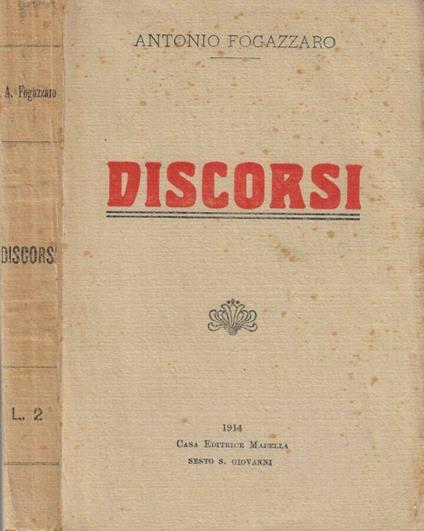 A. Fogazzaro
DISCORSI
L. 2
ANTONIO FOGAZZARO
DISCORSI
1914
CASA EDITRICE MADELLA
SESTO S. GIOVANNI